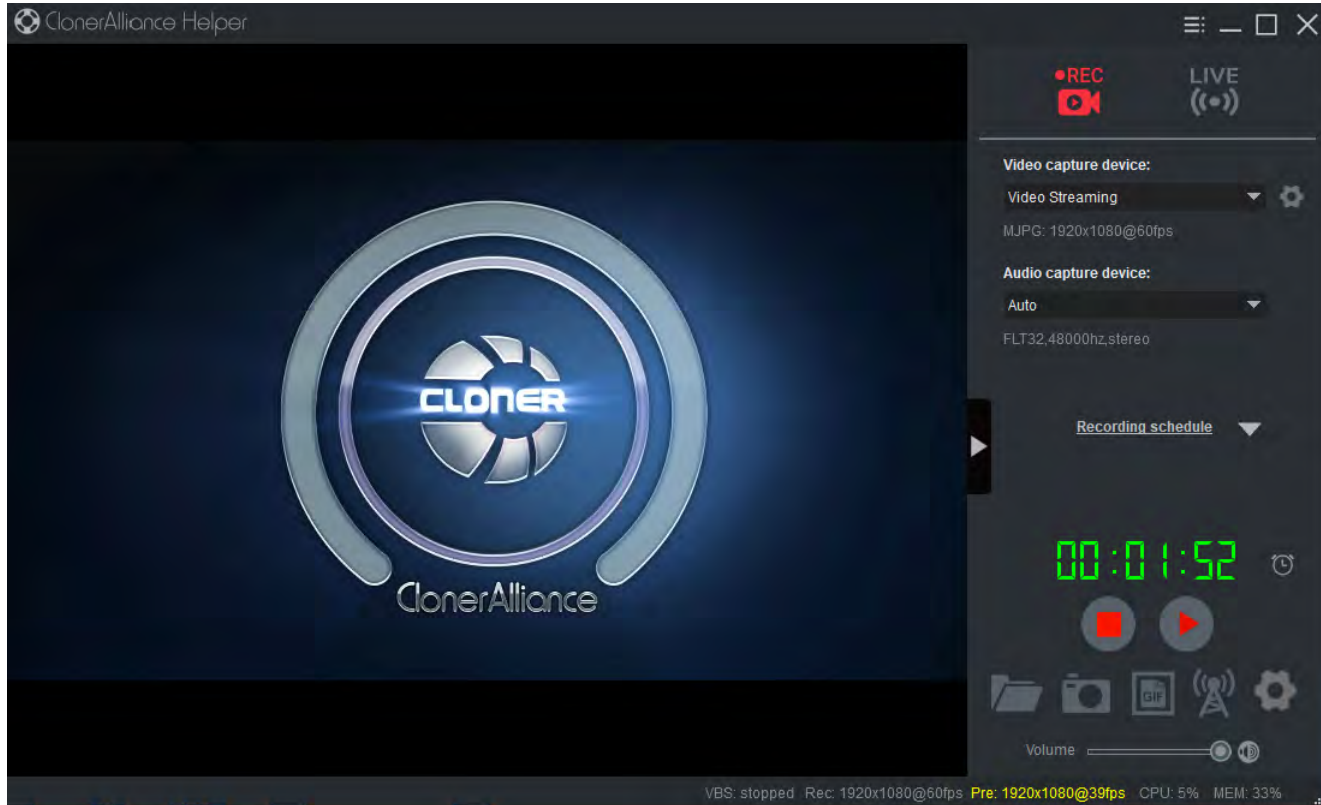 ClonerAlliance Helper
REC
LIVE
Video capture device:
Video Streaming
MJPG: 1920x1080@60fps
Audio capture device:
Auto
FLT32,48000hz,stereo
CLONER
Recording schedule
00:01:52
ClonerAlliance
GIF
Volume
VBS: stopped Rec: 1920x1080@60fps Pre: 1920x1080@39fps CPU: 5% MEM: 33%